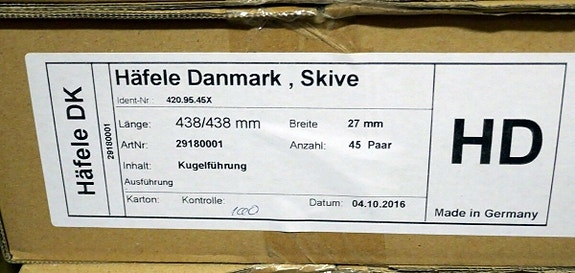 Häfele DK
29180001
Häfele Danmark , Skive
Ident-Nr. 420.95.45X
Länge: 438/438 mm Breite 27 mm
ArtNr: 29180001 Anzahl: 45 Paar
Inhalt: Kugelführung
Ausführung
Karton: Kontrolle: Datum: 04.10.2016
HD
Made in Germany